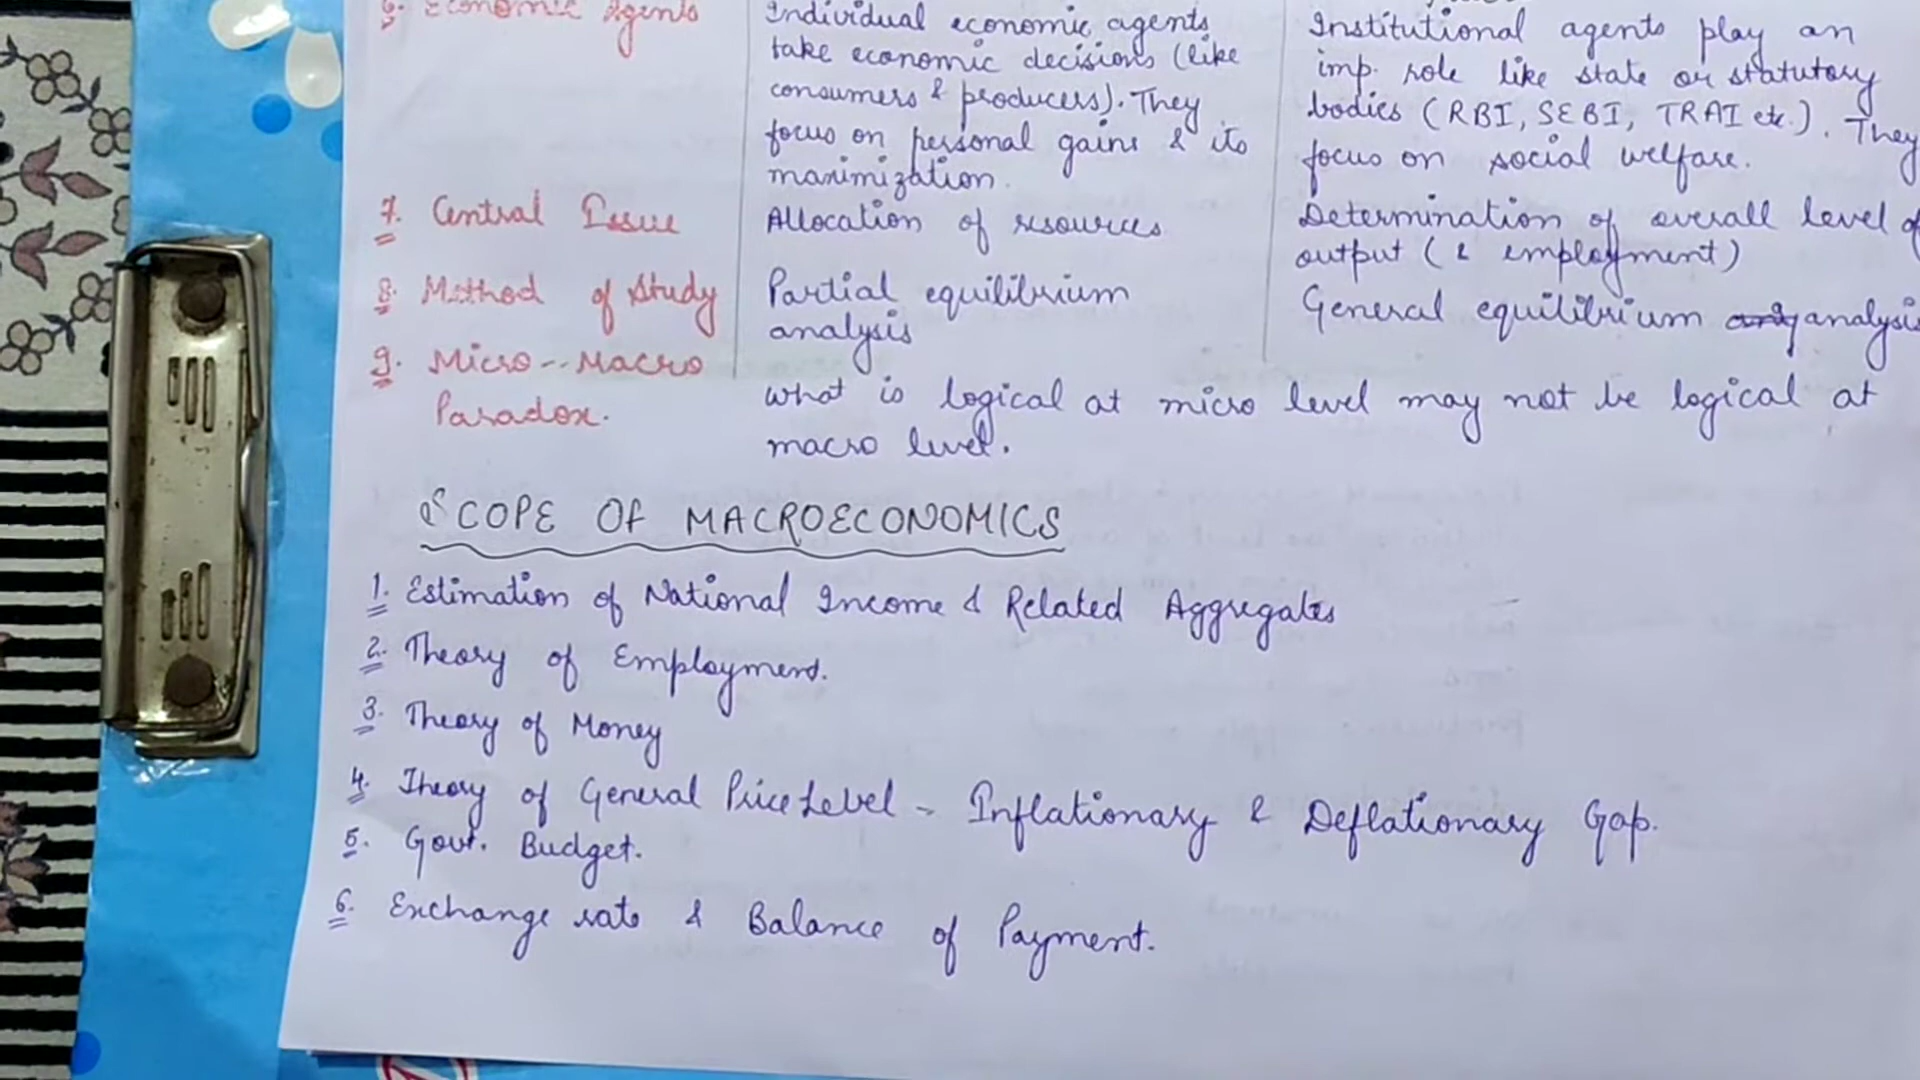 6. Economic Agents
Individual economic agents
take economic decisions (like
consumers & producers). They
focus on personal gains & its
maximization.
Institutional agents play an
imp. role like state or statutory
bodies (RBI, SEBI, TRAI etc.). They
focus on social welfare.
7. Central Issue
Allocation of resources
Determination of overall level of
output (& employment)
8. Method of Study
Partial equilibrium
analysis
General equilibrium analysis
9. Micro--Macro
Paradox.
What is logical at micro level may not be logical at
macro level.
SCOPE OF MACROECONOMICS
1. Estimation of National Income & Related Aggregates
2. Theory of Employment.
3. Theory of Money
4. Theory of General Price Level - Inflationary & Deflationary Gap.
5. Govt. Budget.
6. Exchange rate & Balance of Payment.